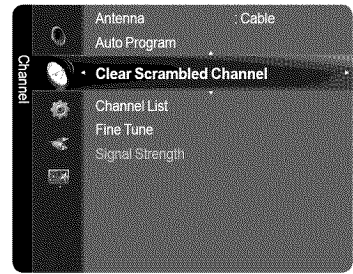 Channel
Antenna : Cable
Auto Program
Clear Scrambled Channel
Channel List
Fine Tune
Signal Strength